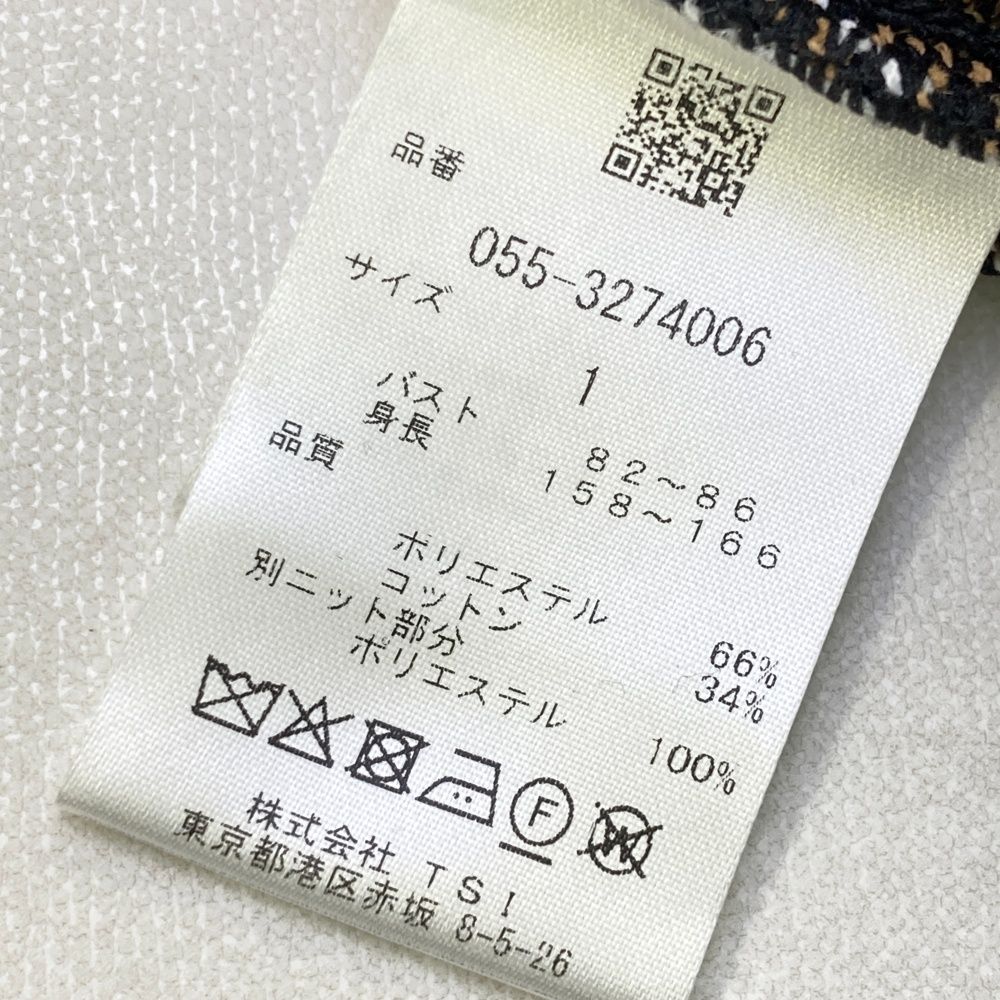 品番
055-3274006
サイズ
1
バスト 82～86
身長 158～166
品質
ポリエステル 66%
コットン 34%
別ニット部分
ポリエステル 100%
F
W
株式会社 TSI
東京都港区赤坂 8-5-26